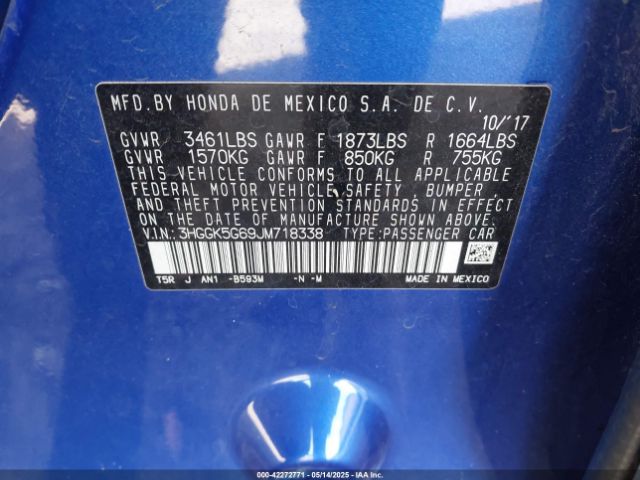 MFD.BY HONDA DE MEXICO S.A. DE C.V.
10/'17
GVWR 3461LBS GAWR F 1873LBS R 1664LBS
GVWR 1570KG GAWR F 850KG R 755KG
THIS VEHICLE CONFORMS TO ALL APPLICABLE
FEDERAL MOTOR VEHICLE SAFETY, BUMPER,
AND THEFT PREVENTION STANDARDS IN EFFECT
ON THE DATE OF MANUFACTURE SHOWN ABOVE.
V.I.N.: 3HGGK5G69JM718338 TYPE:PASSENGER CAR
T5R J AN1 -B593M -N -M MADE IN MEXICO
000-42272771 - 05/14/2025 - IAAI Inc.